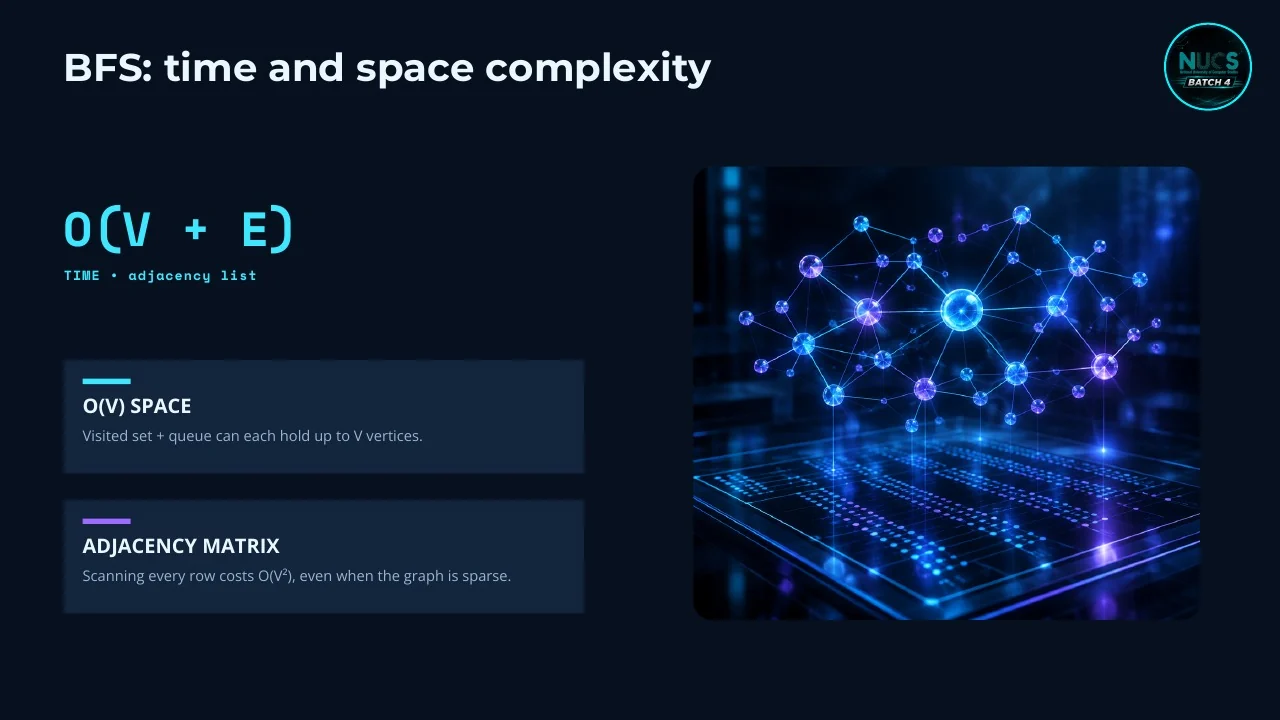 BFS: time and space complexity
NUCS
BATCH 4
O(V + E)
TIME • adjacency list
O(V) SPACE
Visited set + queue can each hold up to V vertices.
ADJACENCY MATRIX
Scanning every row costs O(V²), even when the graph is sparse.